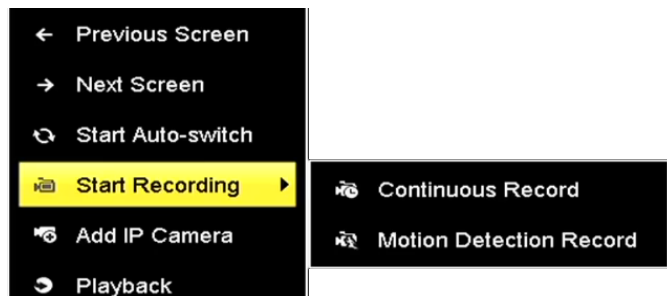 Previous Screen
Next Screen
Start Auto-switch
Start Recording
Continuous Record
Add IP Camera
Motion Detection Record
Playback